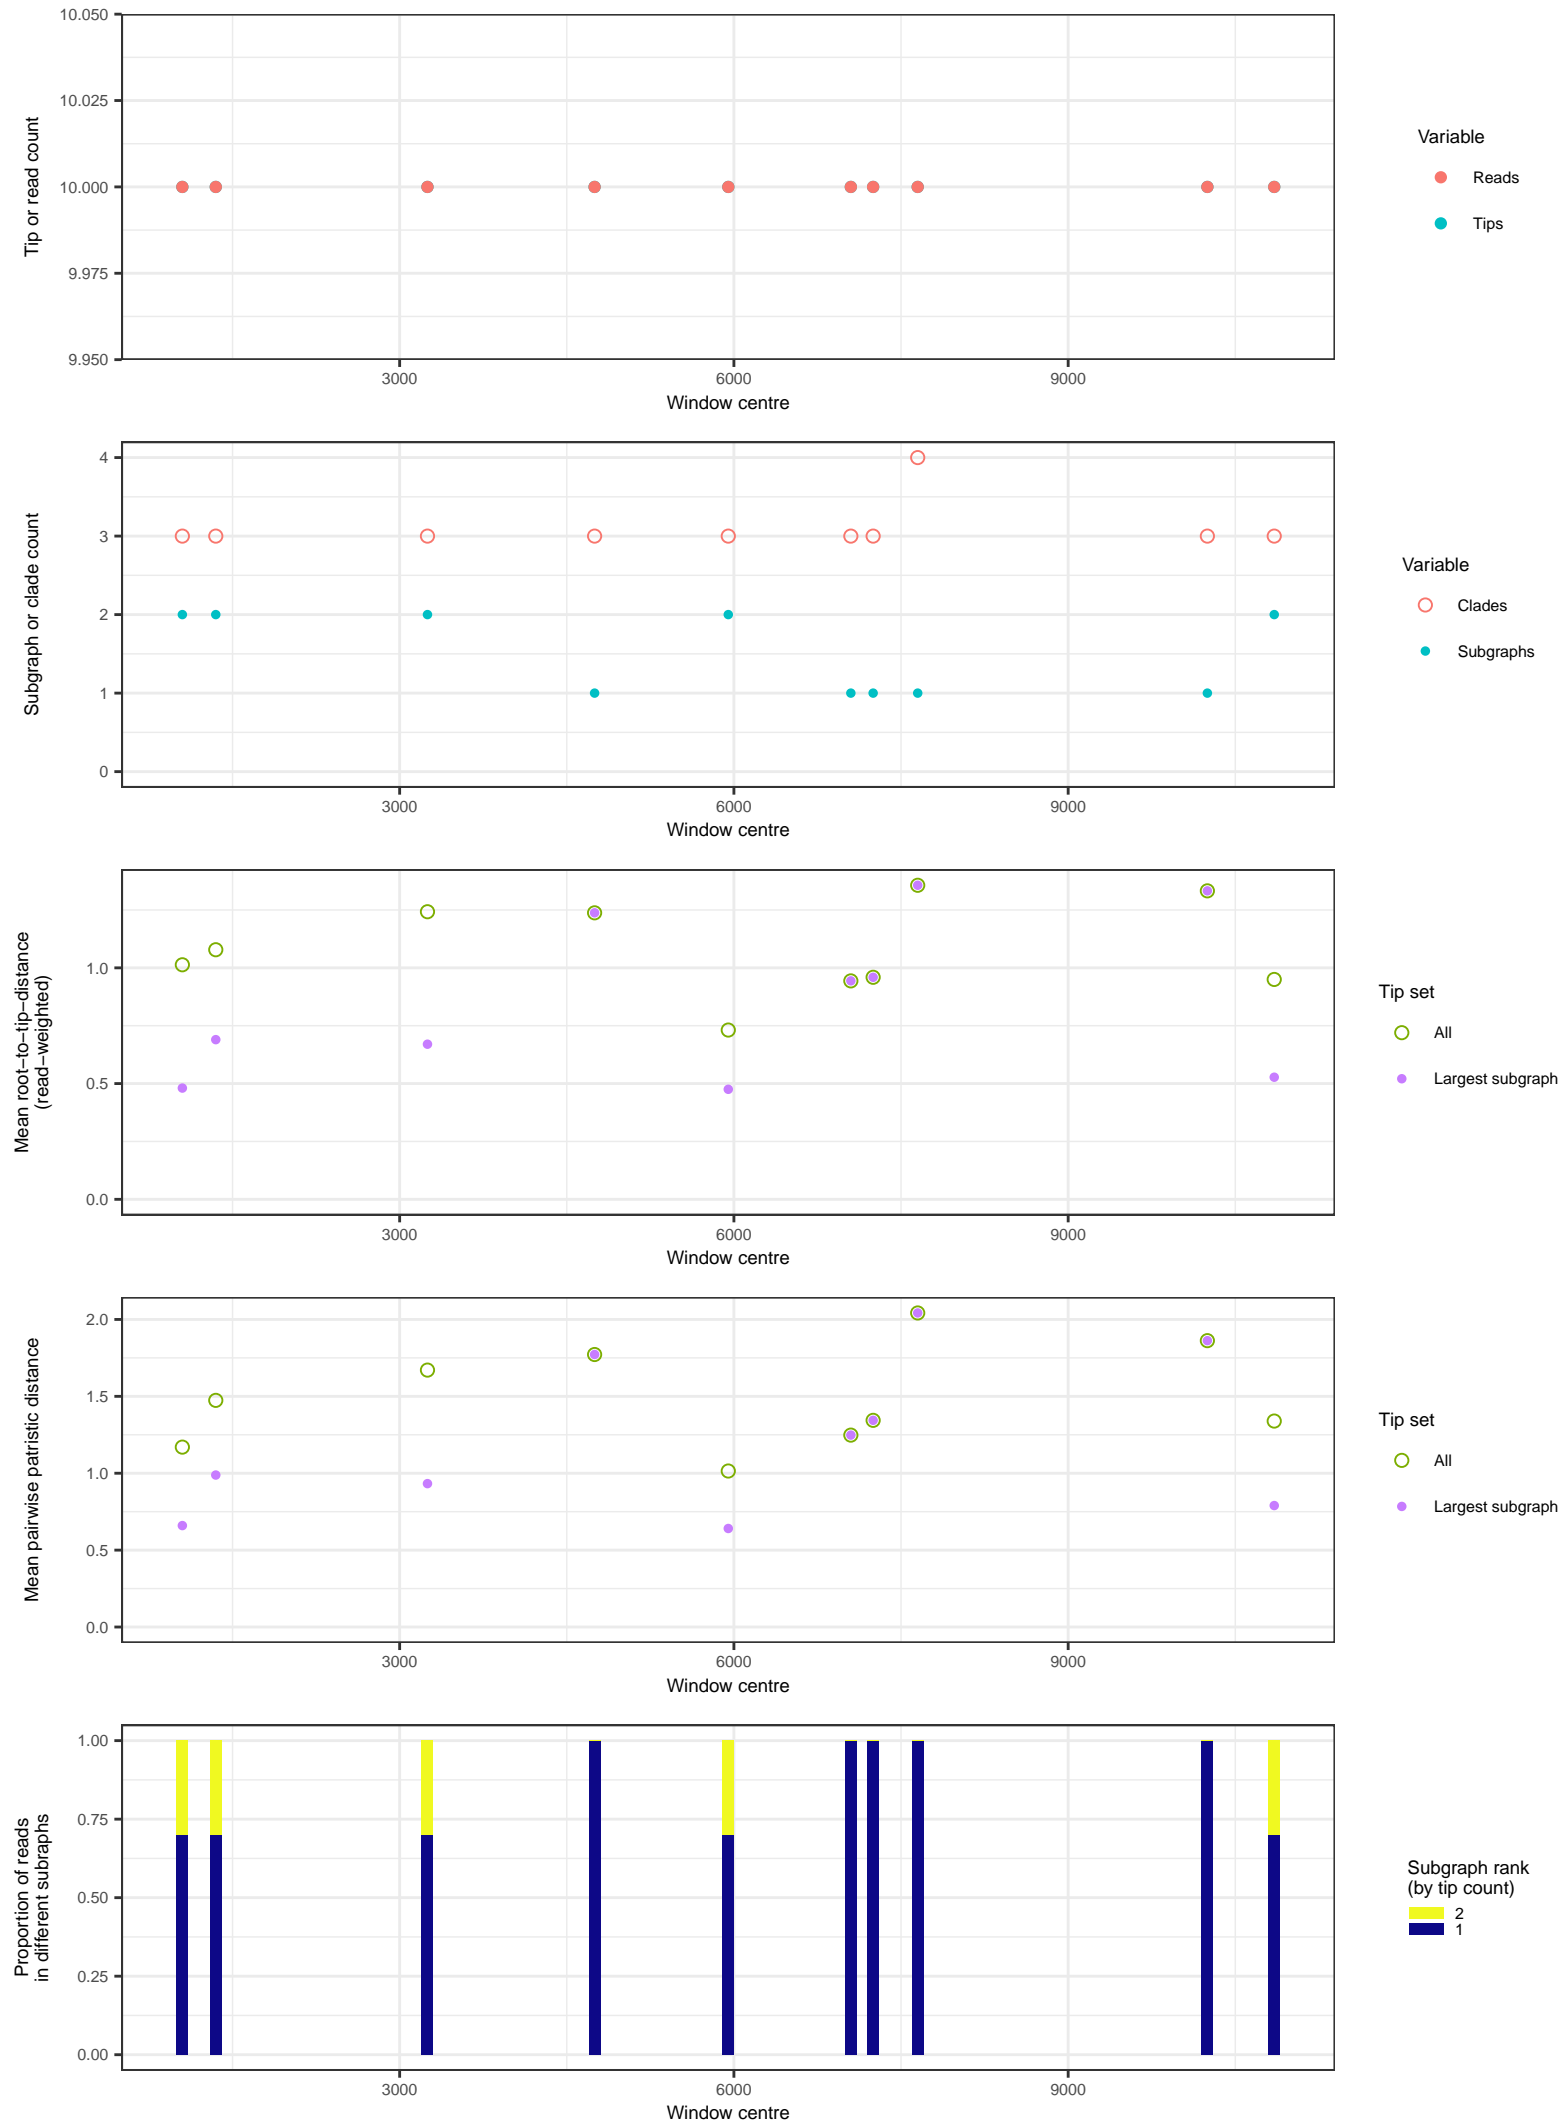 10.050
10.025
10.000
9.975
9.950
Tip or read count
3000
6000
9000
Window centre
Variable
Reads
Tips
4
3
2
1
0
Subgraph or clade count
3000
6000
9000
Window centre
Variable
Clades
Subgraphs
1.0
0.5
0.0
Mean root−to−tip−distance
(read−weighted)
3000
6000
9000
Window centre
Tip set
All
Largest subgraph
2.0
1.5
1.0
0.5
0.0
Mean pairwise patristic distance
3000
6000
9000
Window centre
Tip set
All
Largest subgraph
1.00
0.75
0.50
0.25
0.00
Proportion of reads
in different subraphs
3000
6000
9000
Window centre
Subgraph rank
(by tip count)
2
1